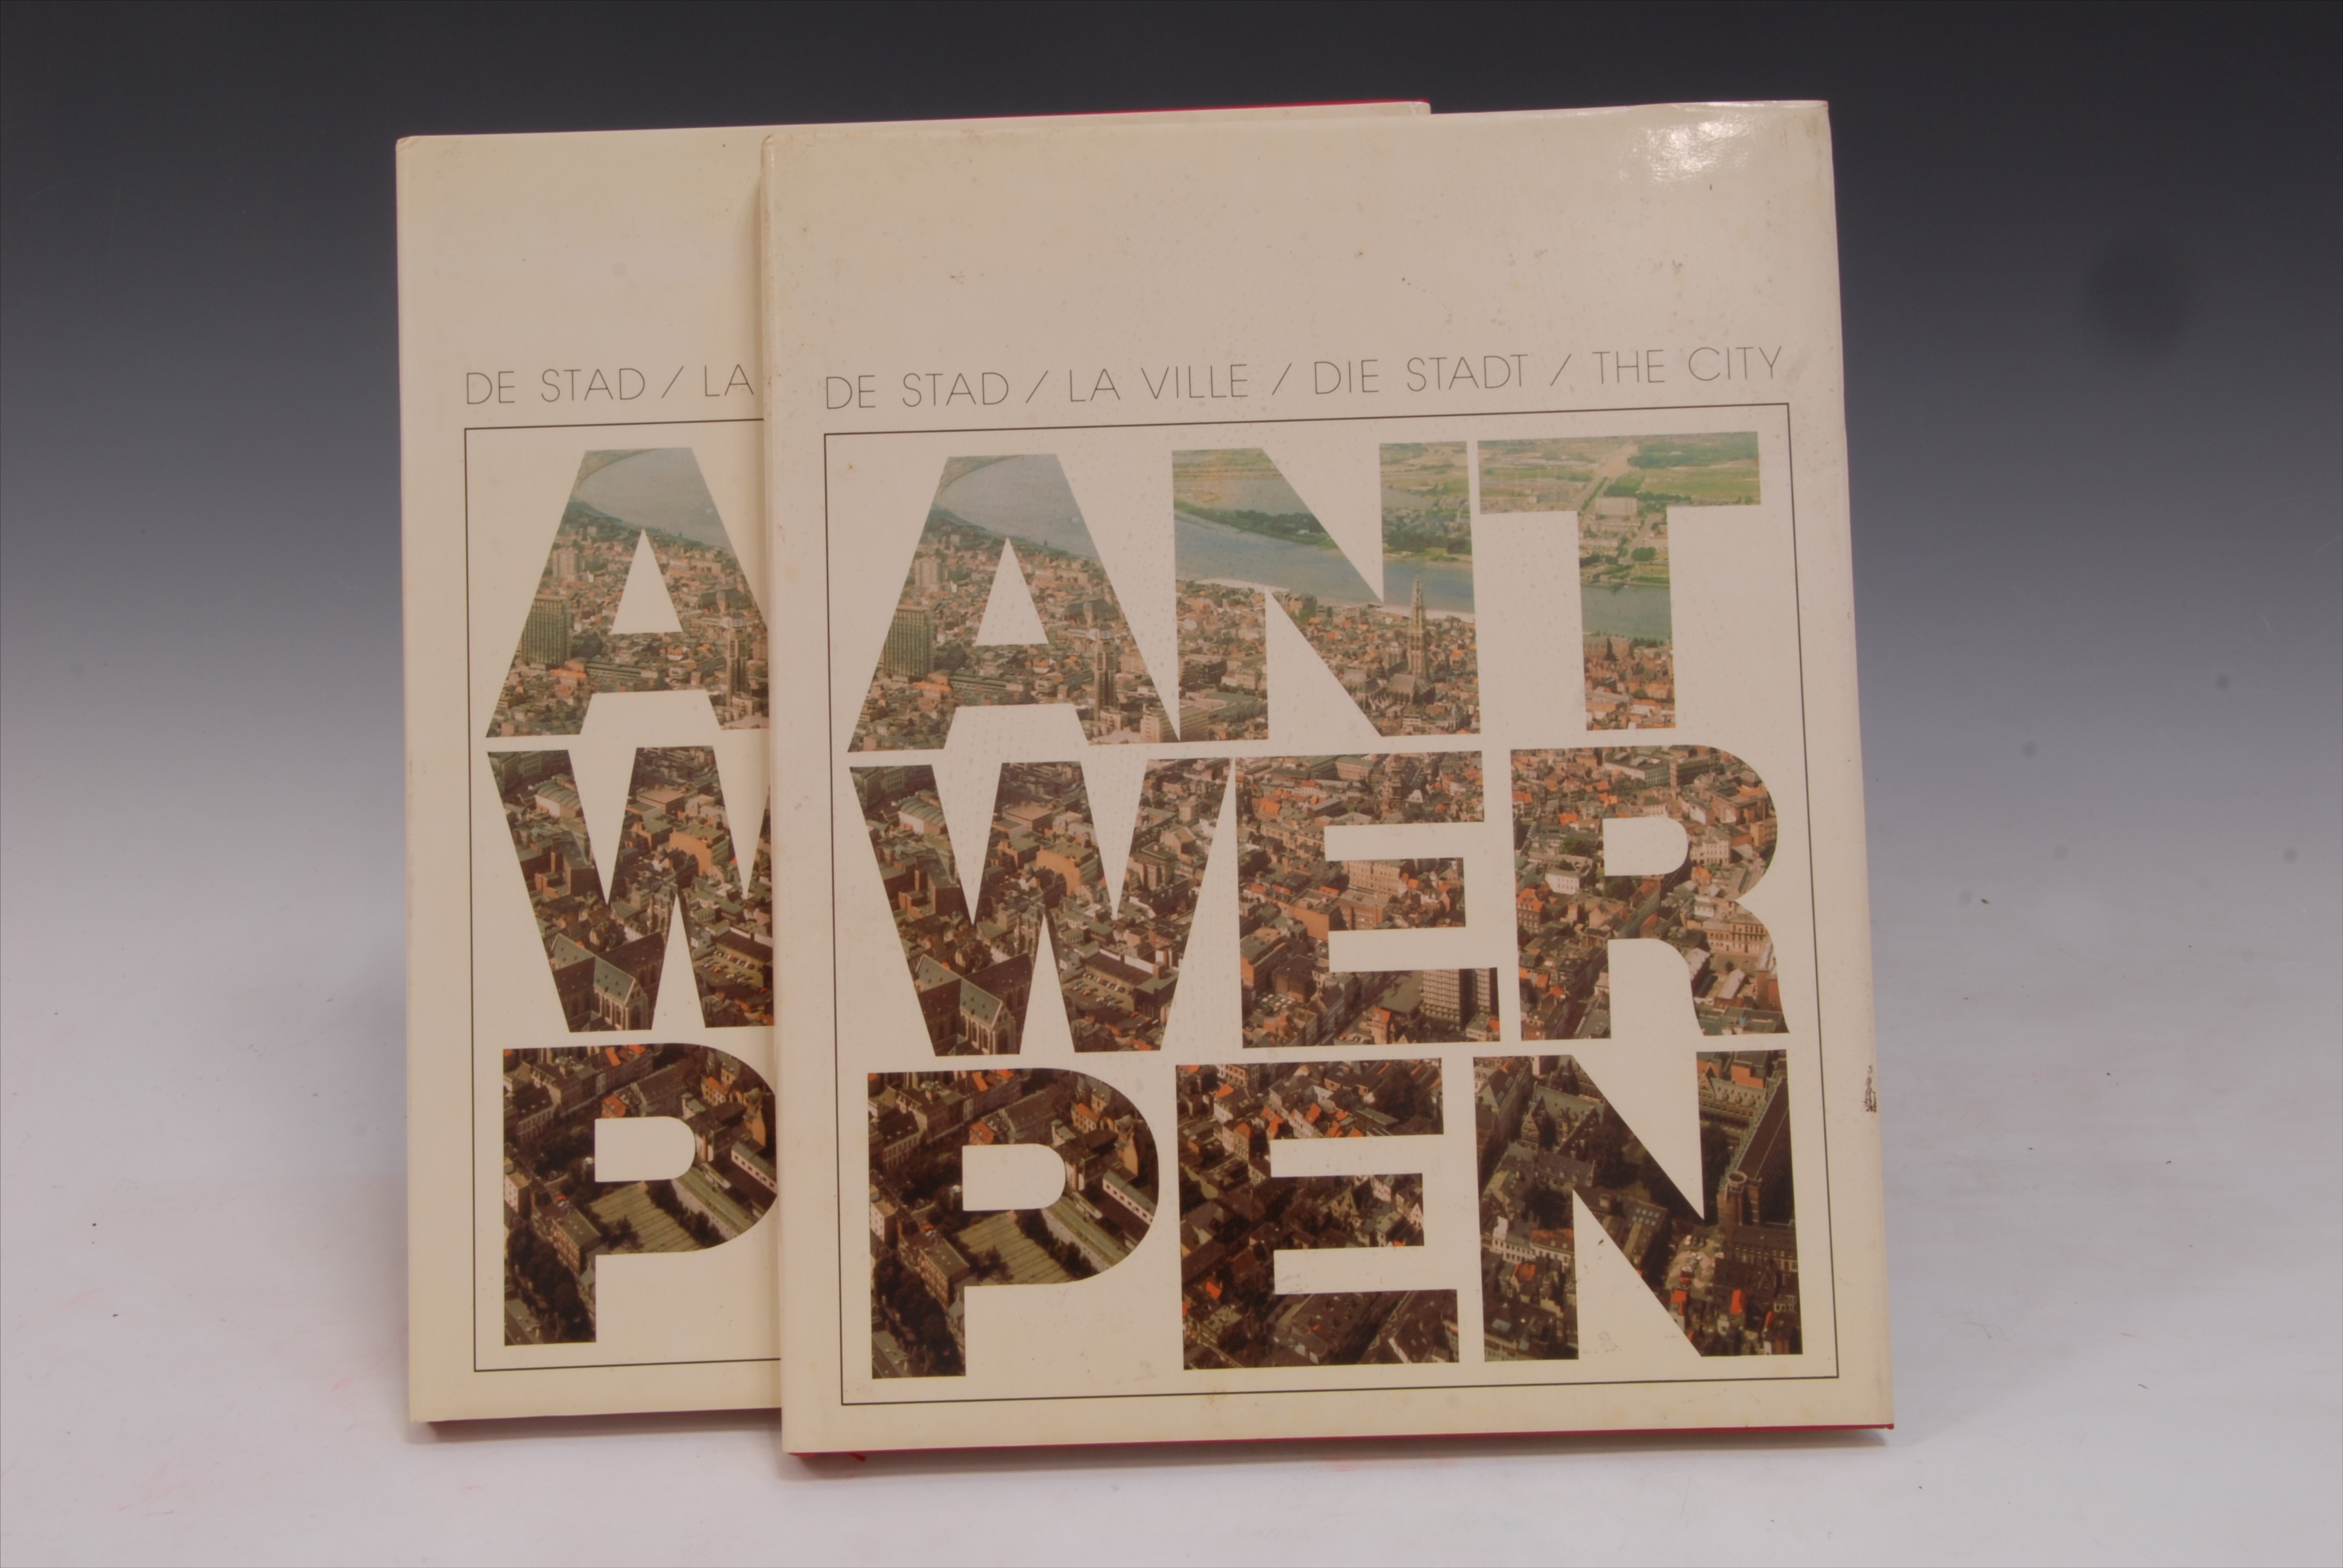 DE STAD / LA
A
W
P
DE STAD / LA VILLE / DIE STADT / THE CITY
ANT
WER
PEN